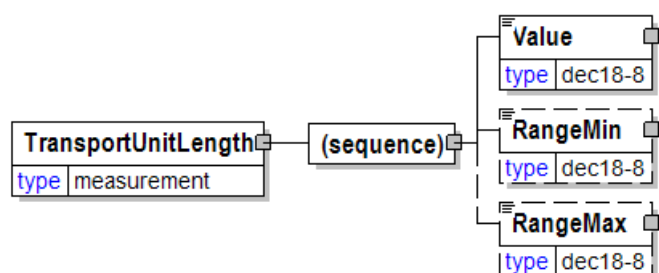 Value
type dec18-8
TransportUnitLength
type measurement
(sequence)
RangeMin
type dec18-8
RangeMax
type dec18-8